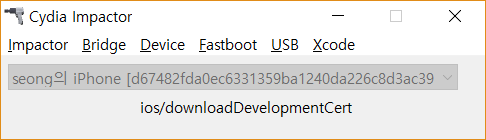 Cydia Impactor
Impactor Bridge Device Fastboot USB Xcode
seong의 iPhone [d67482fda0ec6331359ba1240da226c8d3ac39
ios/downloadDevelopmentCert